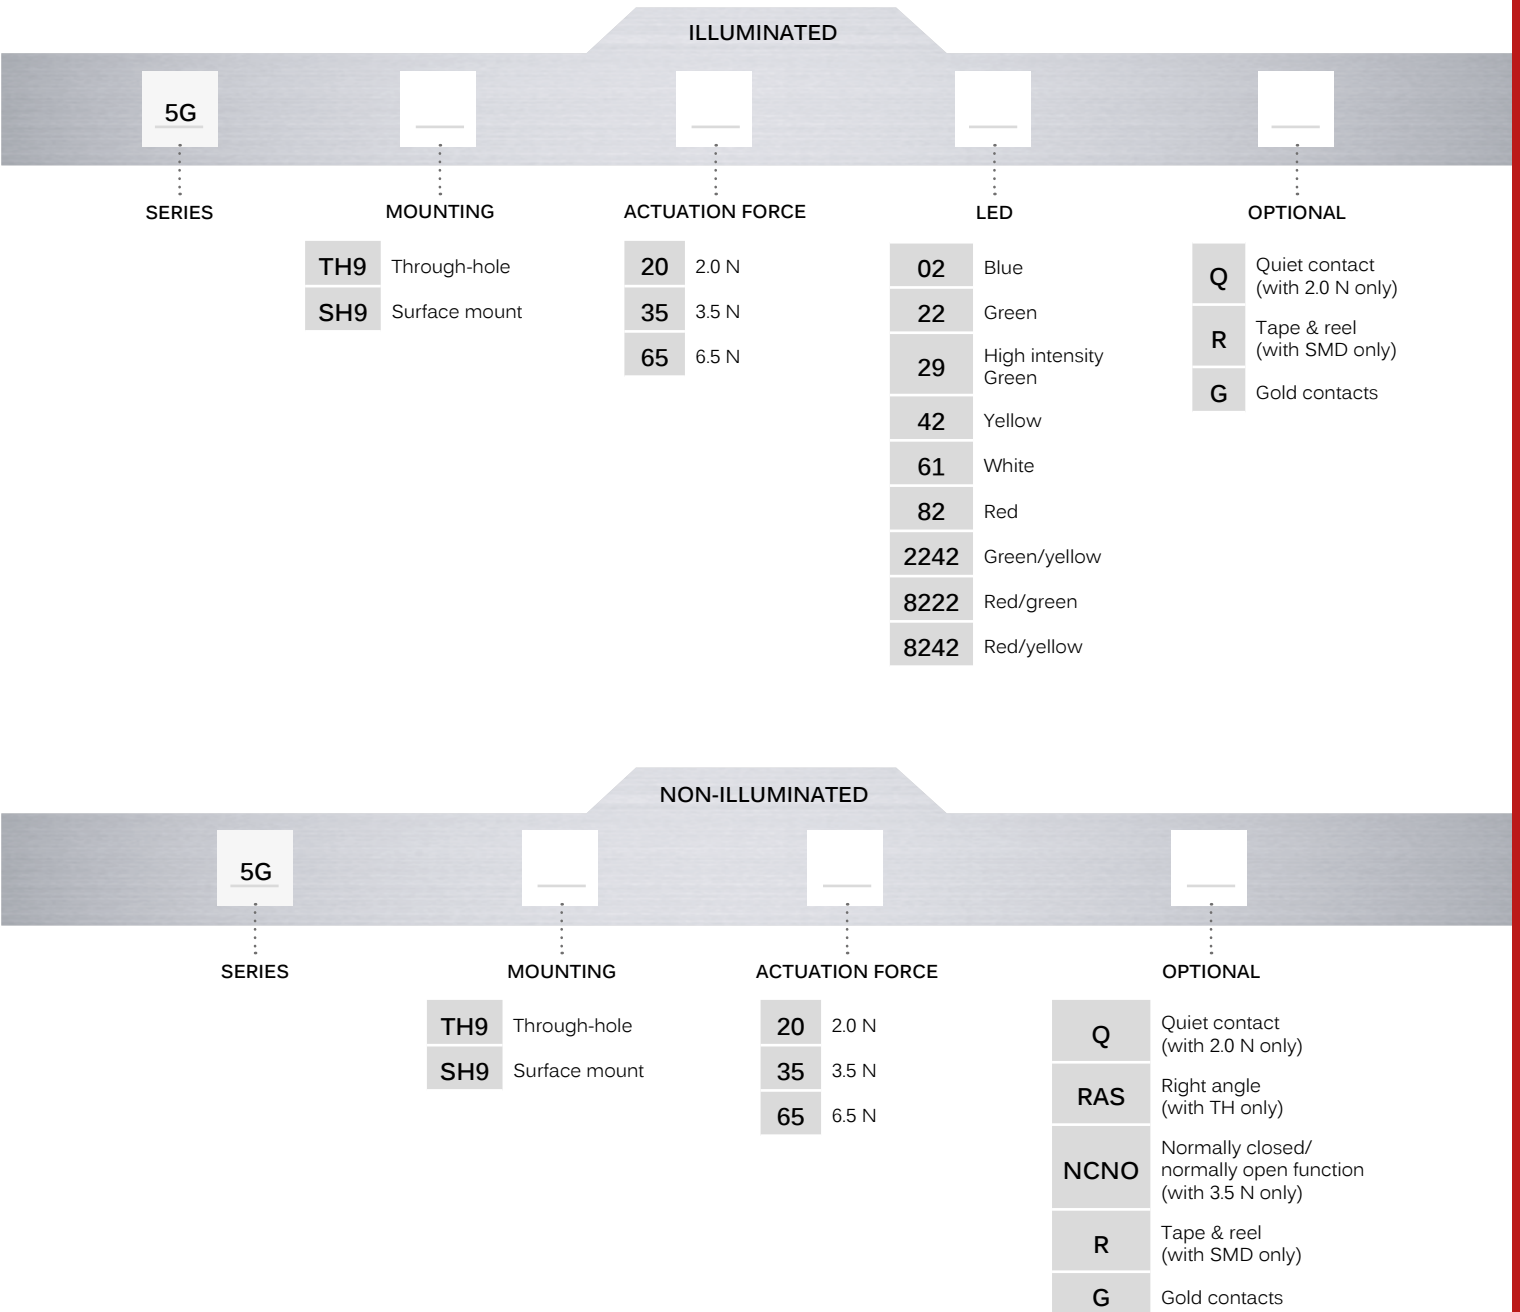 ILLUMINATED
5G
SERIES
MOUNTING
TH9 Through-hole
SH9 Surface mount
ACTUATION FORCE
20 2.0 N
35 3.5 N
65 6.5 N
LED
02 Blue
22 Green
29 High intensity
Green
42 Yellow
61 White
82 Red
2242 Green/yellow
8222 Red/green
8242 Red/yellow
OPTIONAL
Q Quiet contact
(with 2.0 N only)
R Tape & reel
(with SMD only)
G Gold contacts
NON-ILLUMINATED
5G
SERIES
MOUNTING
TH9 Through-hole
SH9 Surface mount
ACTUATION FORCE
20 2.0 N
35 3.5 N
65 6.5 N
OPTIONAL
Q Quiet contact
(with 2.0 N only)
RAS Right angle
(with TH only)
NCNO Normally closed/
normally open function
(with 3.5 N only)
R Tape & reel
(with SMD only)
G Gold contacts